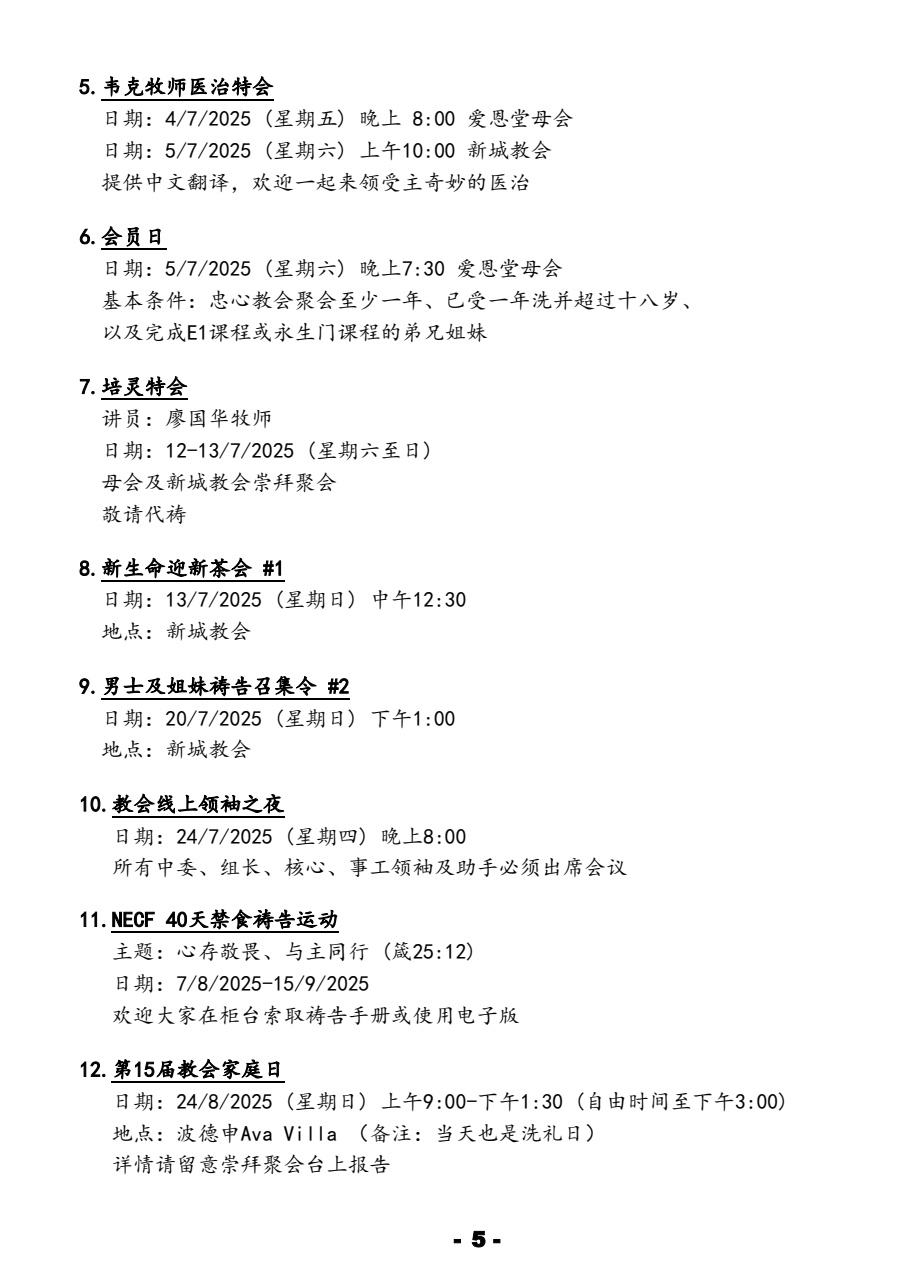 5. 韦克牧师医治特会
日期：4/7/2025 (星期五) 晚上 8:00 爱恩堂母会
日期：5/7/2025 (星期六) 上午10:00 新城教会
提供中文翻译，欢迎一起来领受主奇妙的医治
6. 会员日
日期：5/7/2025 (星期六) 晚上7:30 爱恩堂母会
基本条件：忠心教会聚会至少一年、已受一年洗并超过十八岁、
以及完成E1课程或永生门课程的弟兄姐妹
7. 培灵特会
讲员：廖国华牧师
日期：12-13/7/2025 (星期六至日)
母会及新城教会崇拜聚会
敬请代祷
8. 新生命迎新茶会 #1
日期：13/7/2025 (星期日) 中午12:30
地点：新城教会
9. 男士及姐妹祷告召集令 #2
日期：20/7/2025 (星期日) 下午1:00
地点：新城教会
10. 教会线上领袖之夜
日期：24/7/2025 (星期四) 晚上8:00
所有中委、组长、核心、事工领袖及助手必须出席会议
11. NECF 40天禁食祷告运动
主题：心存敬畏、与主同行 (箴25:12)
日期：7/8/2025-15/9/2025
欢迎大家在柜台索取祷告手册或使用电子版
12. 第15届教会家庭日
日期：24/8/2025 (星期日) 上午9:00-下午1:30 (自由时间至下午3:00)
地点：波德申Ava Villa （备注：当天也是洗礼日）
详情请留意崇拜聚会台上报告
- 5 -